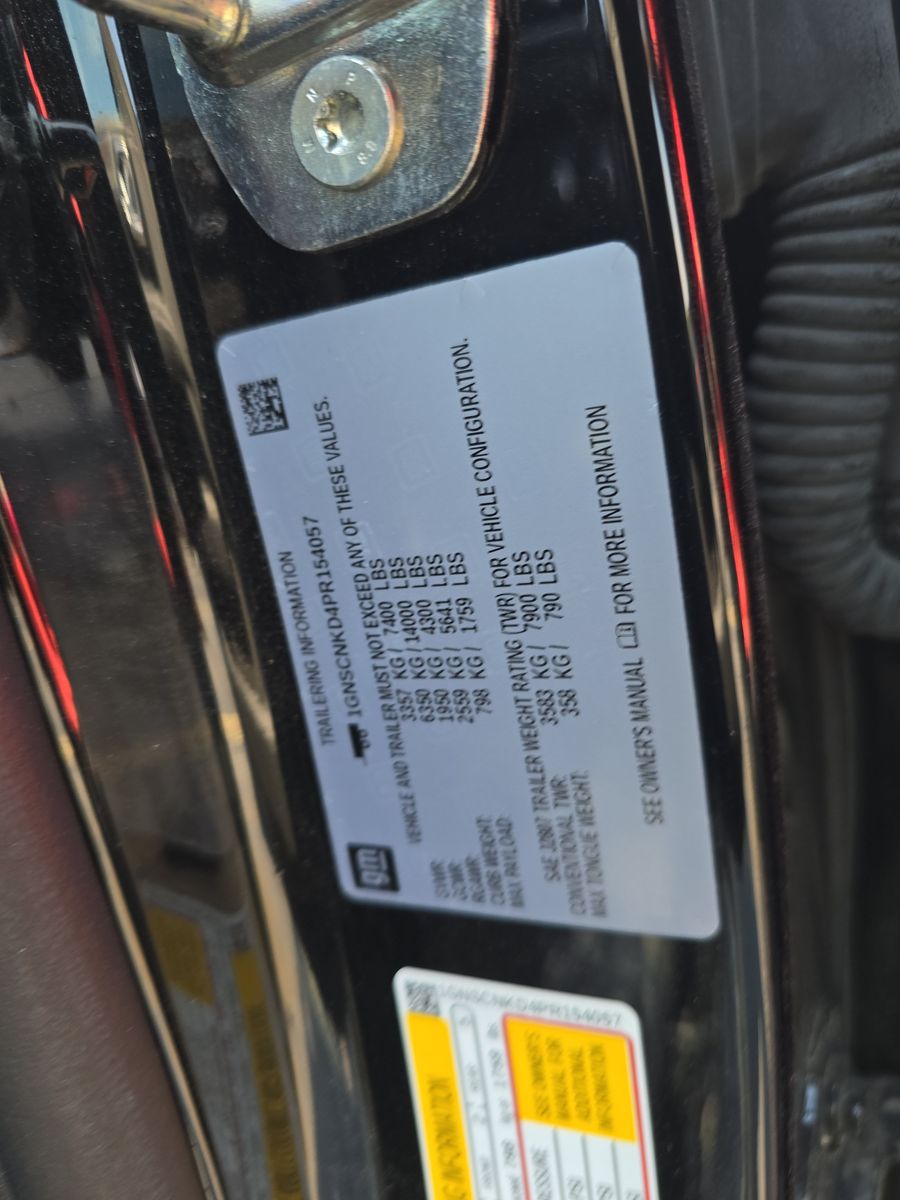 TRAILERING INFORMATION
1GNSCNKD4PR154057
VEHICLE AND TRAILER MUST NOT EXCEED ANY OF THESE VALUES.
gm
GVWR: 3357 KG / 7400 LBS
GCWR: 6350 KG / 14000 LBS
RGAWR: 1950 KG / 4300 LBS
CURB WEIGHT: 2559 KG / 5641 LBS
MAX PAYLOAD: 798 KG / 1759 LBS
SAE J2807 TRAILER WEIGHT RATING (TWR) FOR VEHICLE CONFIGURATION.
CONVENTIONAL TWR: 3583 KG / 7900 LBS
MAX TONGUE WEIGHT: 358 KG / 790 LBS
SEE OWNER'S MANUAL FOR MORE INFORMATION
1GNSCNKD4PR154057
INFORMATION
SEE OWNER'S
MANUAL FOR
ADDITIONAL
INFORMATION
8.8